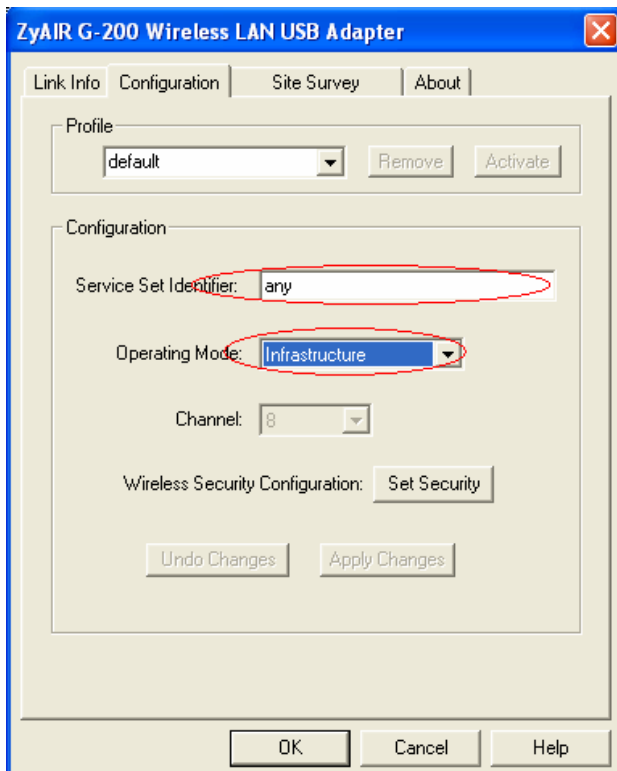 ZyAIR G-200 Wireless LAN USB Adapter
Link Info Configuration Site Survey About
Profile
default Remove Activate
Configuration
Service Set Identifier: any
Operating Mode: Infrastructure
Channel: 8
Wireless Security Configuration: Set Security
Undo Changes Apply Changes
OK Cancel Help